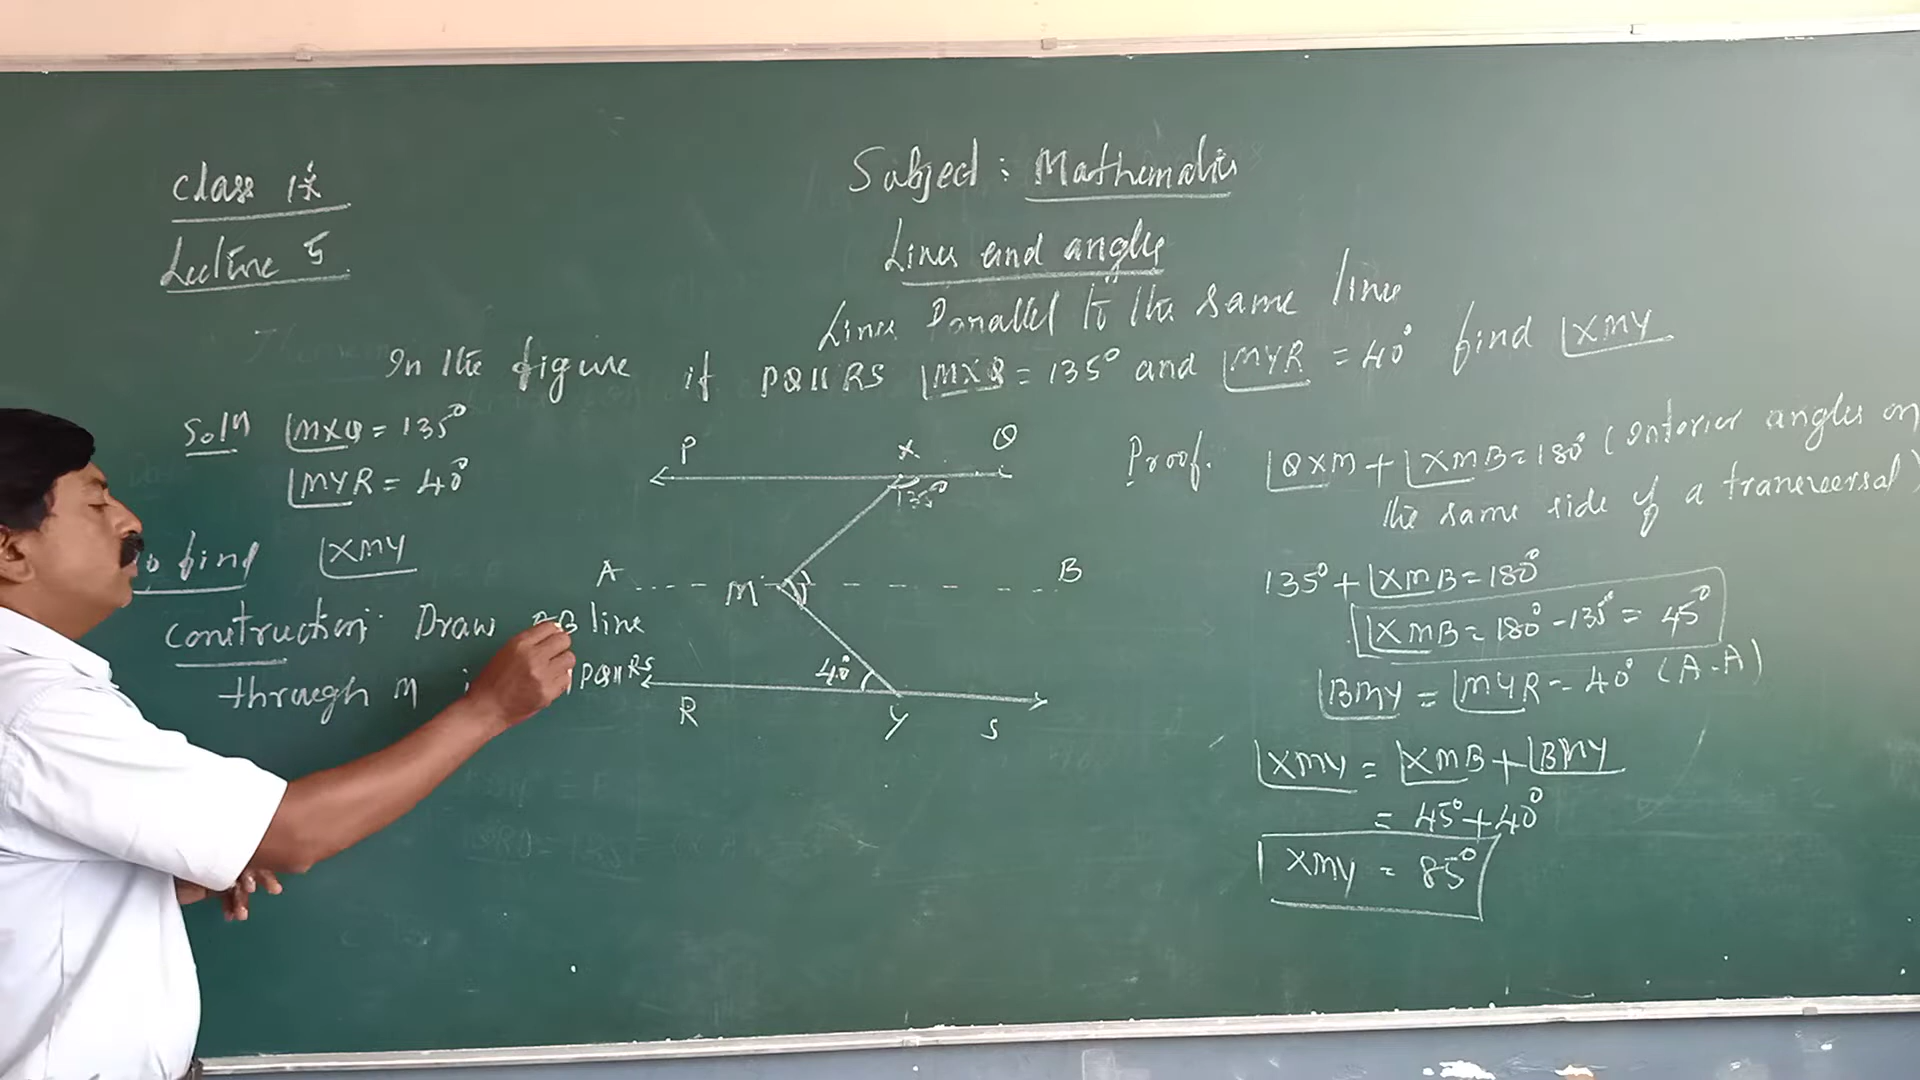 Class IX
Lecture 5
Subject: Mathematics
Lines and angles
Lines Parallel to the same line
In the figure if PQ || RS ∠MXQ = 135° and ∠MYR = 40° find ∠XMY
Soln ∠MXQ = 135°
∠MYR = 40°
To find ∠XMY
Construction: Draw AB line
through M PQ||RS
P X Q
135°
A M B
40°
R Y S
Proof. ∠QXM + ∠XMB = 180° (Interior angles on
the same side of a transversal)
135° + ∠XMB = 180°
∠XMB = 180° - 135° = 45°
∠BMY = ∠MYR = 40° (A.A)
∠XMY = ∠XMB + ∠BMY
= 45° + 40°
∠XMY = 85°